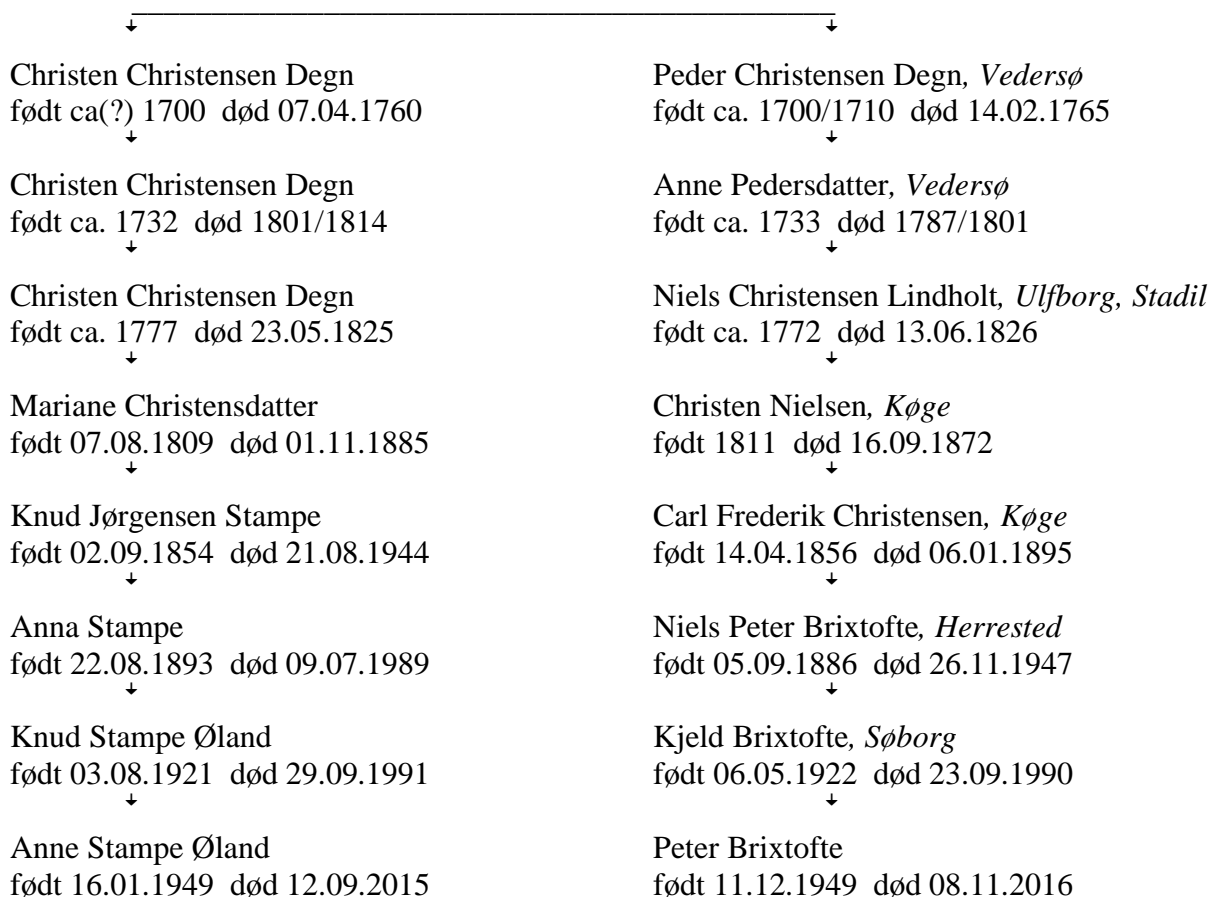 Christen Christensen Degn
født ca(?) 1700  død 07.04.1760
Christen Christensen Degn
født ca. 1732  død 1801/1814
Christen Christensen Degn
født ca. 1777  død 23.05.1825
Mariane Christensdatter
født 07.08.1809  død 01.11.1885
Knud Jørgensen Stampe
født 02.09.1854  død 21.08.1944
Anna Stampe
født 22.08.1893  død 09.07.1989
Knud Stampe Øland
født 03.08.1921  død 29.09.1991
Anne Stampe Øland
født 16.01.1949  død 12.09.2015
Peder Christensen Degn, Vedersø
født ca. 1700/1710  død 14.02.1765
Anne Pedersdatter, Vedersø
født ca. 1733  død 1787/1801
Niels Christensen Lindholt, Ulfborg, Stadil
født ca. 1772  død 13.06.1826
Christen Nielsen, Køge
født 1811  død 16.09.1872
Carl Frederik Christensen, Køge
født 14.04.1856  død 06.01.1895
Niels Peter Brixtofte, Herrested
født 05.09.1886  død 26.11.1947
Kjeld Brixtofte, Søborg
født 06.05.1922  død 23.09.1990
Peter Brixtofte
født 11.12.1949  død 08.11.2016